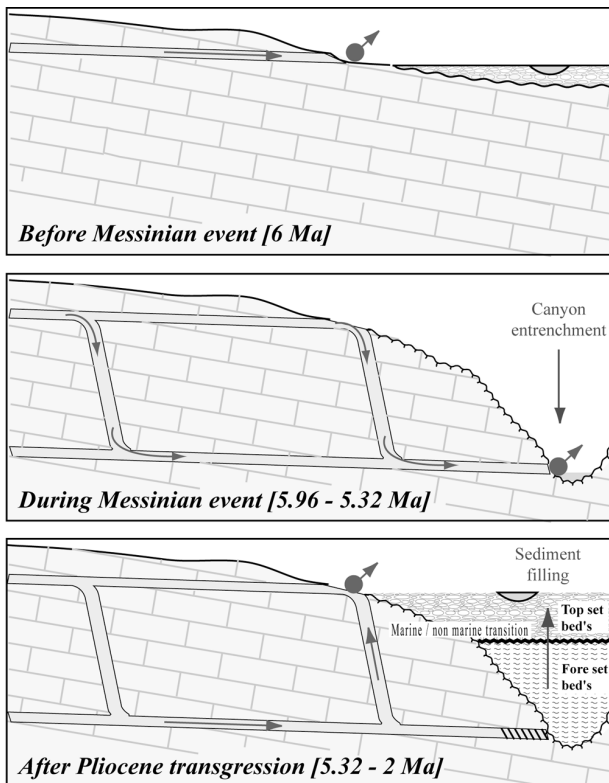 Before Messinian event [6 Ma]
Canyon
entrenchment
During Messinian event [5.96 - 5.32 Ma]
Sediment
filling
Top set
bed's
Marine / non marine transition
Fore set
bed's
After Pliocene transgression [5.32 - 2 Ma]